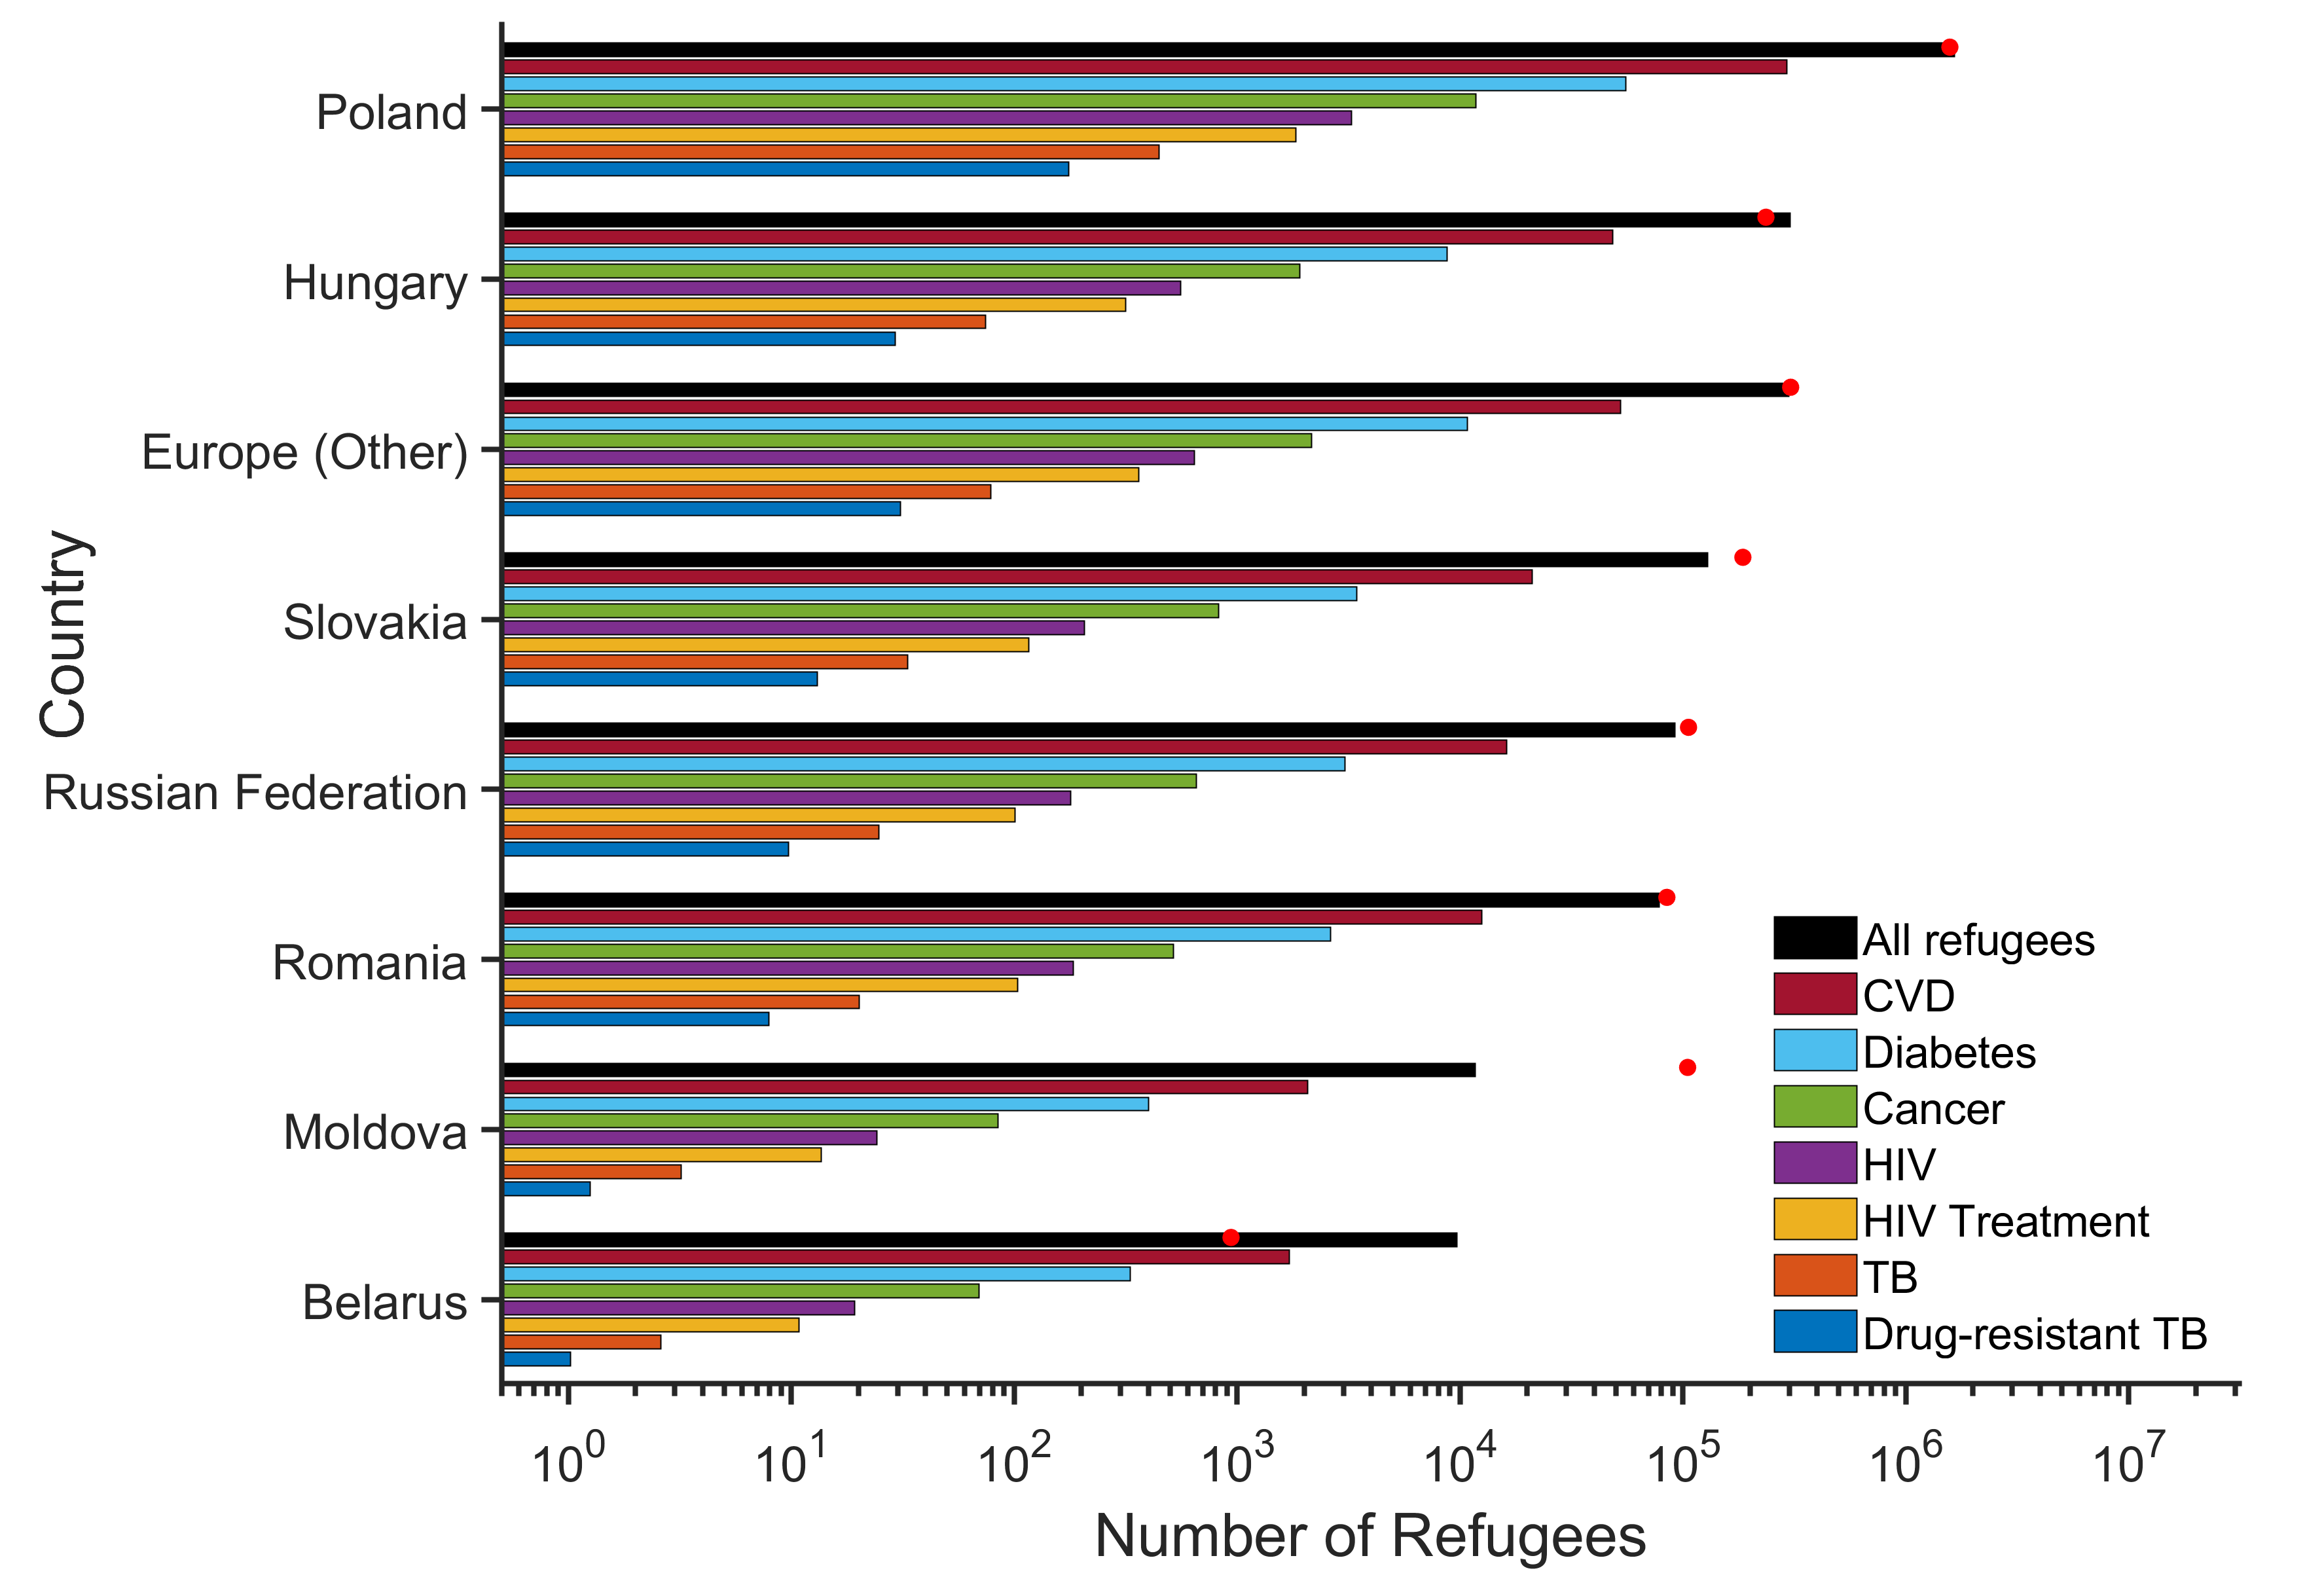 Poland
Hungary
Europe (Other)
Slovakia
Russian Federation
Romania
Moldova
Belarus
Country
All refugees
CVD
Diabetes
Cancer
HIV
HIV Treatment
TB
Drug-resistant TB
10^0 10^1 10^2 10^3 10^4 10^5 10^6 10^7
Number of Refugees